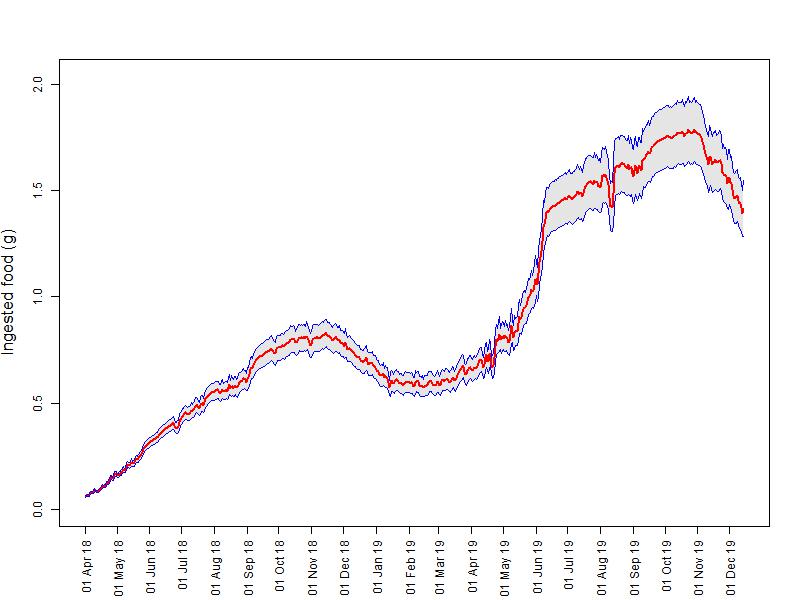 Ingested food (g)
2.0
1.5
1.0
0.5
0.0
01 Apr 18
01 May 18
01 Jun 18
01 Jul 18
01 Aug 18
01 Sep 18
01 Oct 18
01 Nov 18
01 Dec 18
01 Jan 19
01 Feb 19
01 Mar 19
01 Apr 19
01 May 19
01 Jun 19
01 Jul 19
01 Aug 19
01 Sep 19
01 Oct 19
01 Nov 19
01 Dec 19